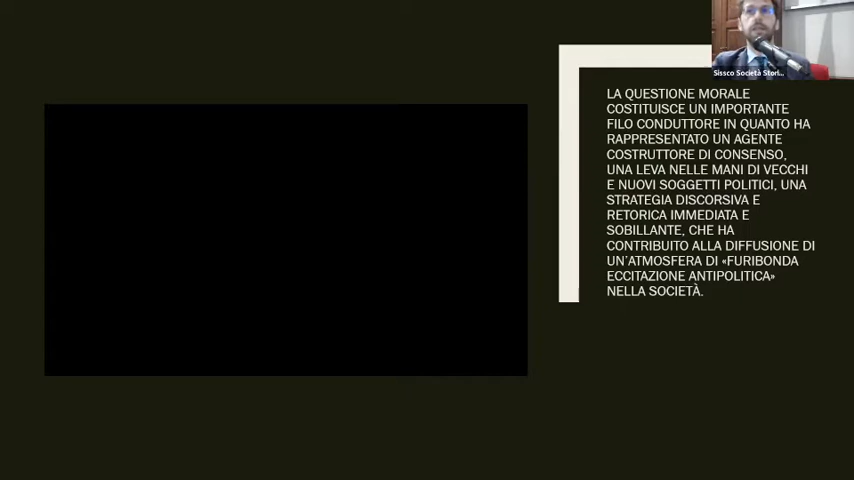 Sissco Società Stori...
LA QUESTIONE MORALE
COSTITUISCE UN IMPORTANTE
FILO CONDUTTORE IN QUANTO HA
RAPPRESENTATO UN AGENTE
COSTRUTTORE DI CONSENSO,
UNA LEVA NELLE MANI DI VECCHI
E NUOVI SOGGETTI POLITICI, UNA
STRATEGIA DISCORSIVA E
RETORICA IMMEDIATA E
SOBILLANTE, CHE HA
CONTRIBUITO ALLA DIFFUSIONE DI
UN'ATMOSFERA DI «FURIBONDA
ECCITAZIONE ANTIPOLITICA»
NELLA SOCIETÀ.